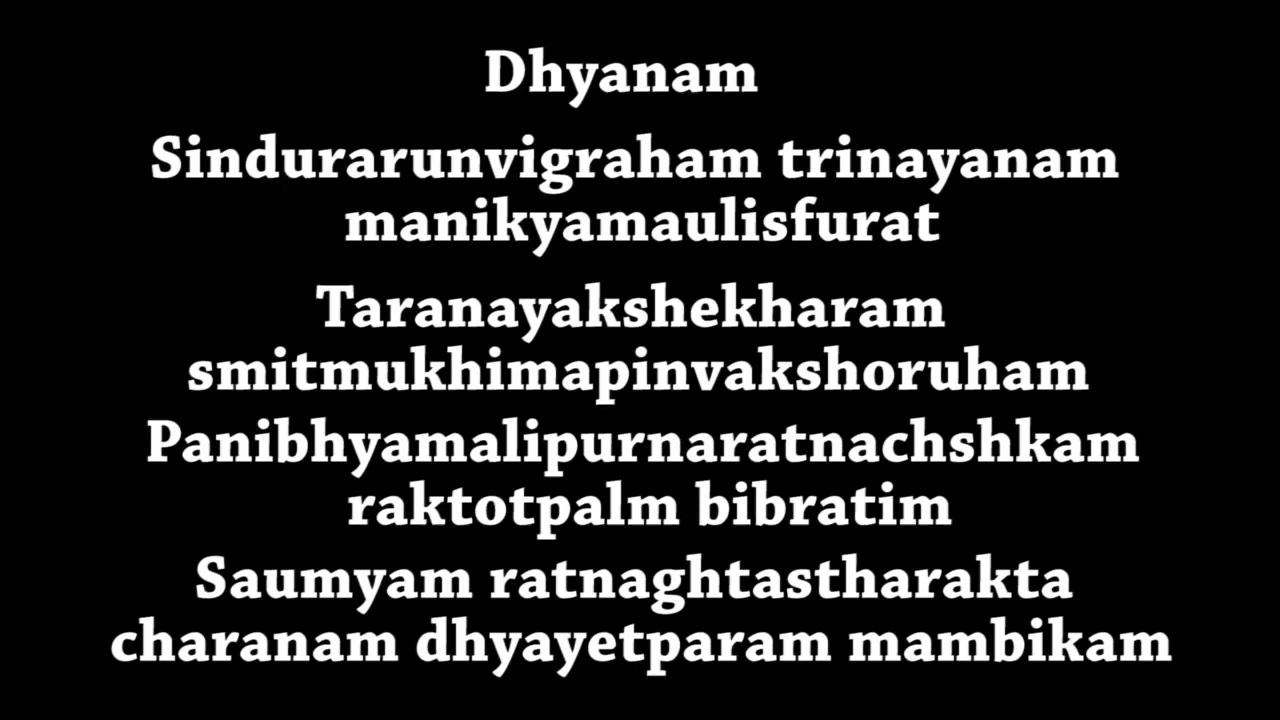 Dhyanam
Sindurarunvigraham trinayanam
manikyamaulisfurat
Taranayakshekharam
smitmukhimapinvakshoruham
Panibhyamalipurnaratnachshkam
raktotpalm bibratim
Saumyam ratnaghtastharakta
charanam dhyayetparam mambikam